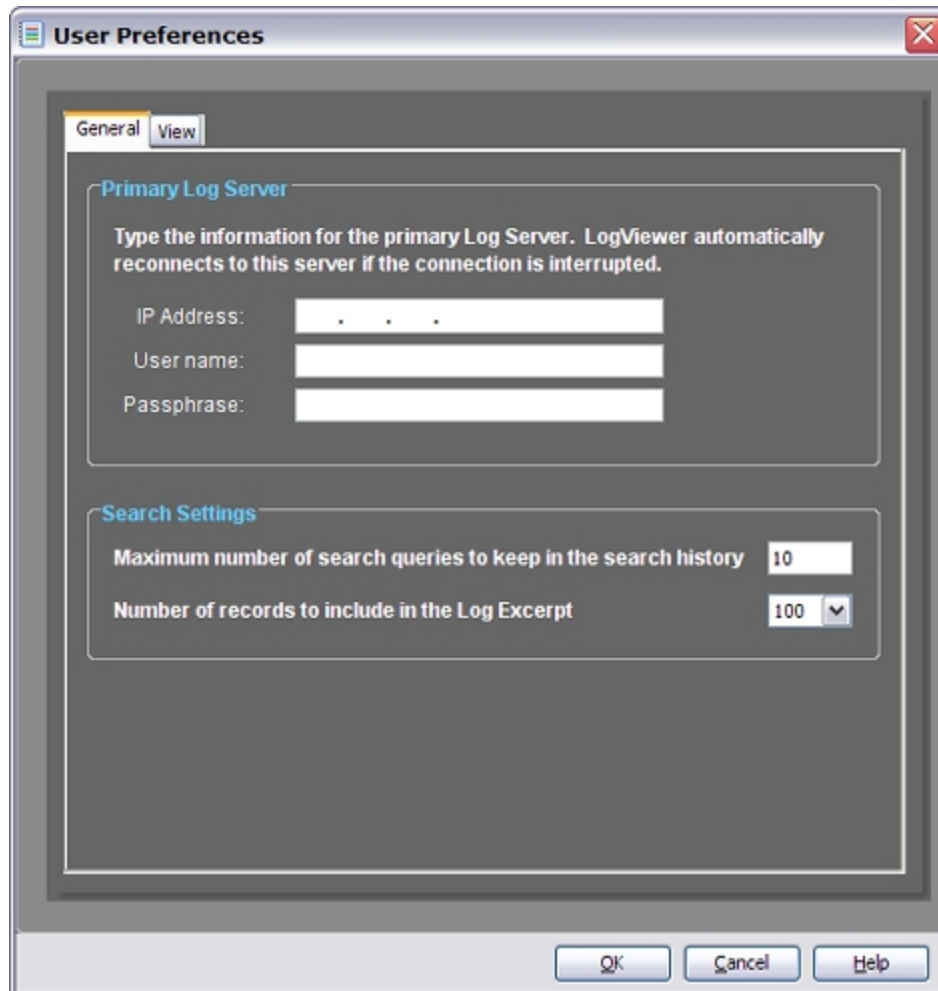 User Preferences
General View
Primary Log Server
Type the information for the primary Log Server. LogViewer automatically
reconnects to this server if the connection is interrupted.
IP Address: . . .
User name:
Passphrase:
Search Settings
Maximum number of search queries to keep in the search history 10
Number of records to include in the Log Excerpt 100
OK Cancel Help